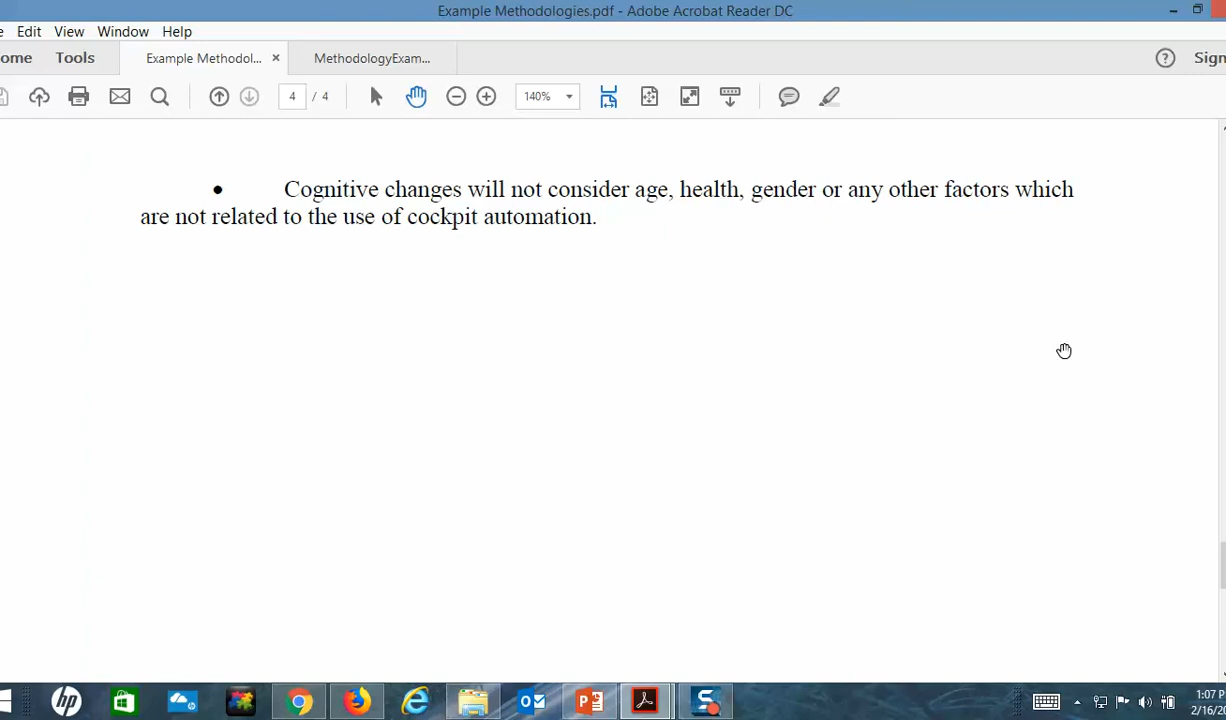 Example Methodologies.pdf - Adobe Acrobat Reader DC
Edit View Window Help
ome Tools Example Methodol... × MethodologyExam... ? Sign
4 / 4 140%
• Cognitive changes will not consider age, health, gender or any other factors which
are not related to the use of cockpit automation.
hp
1:07 P
2/16/20